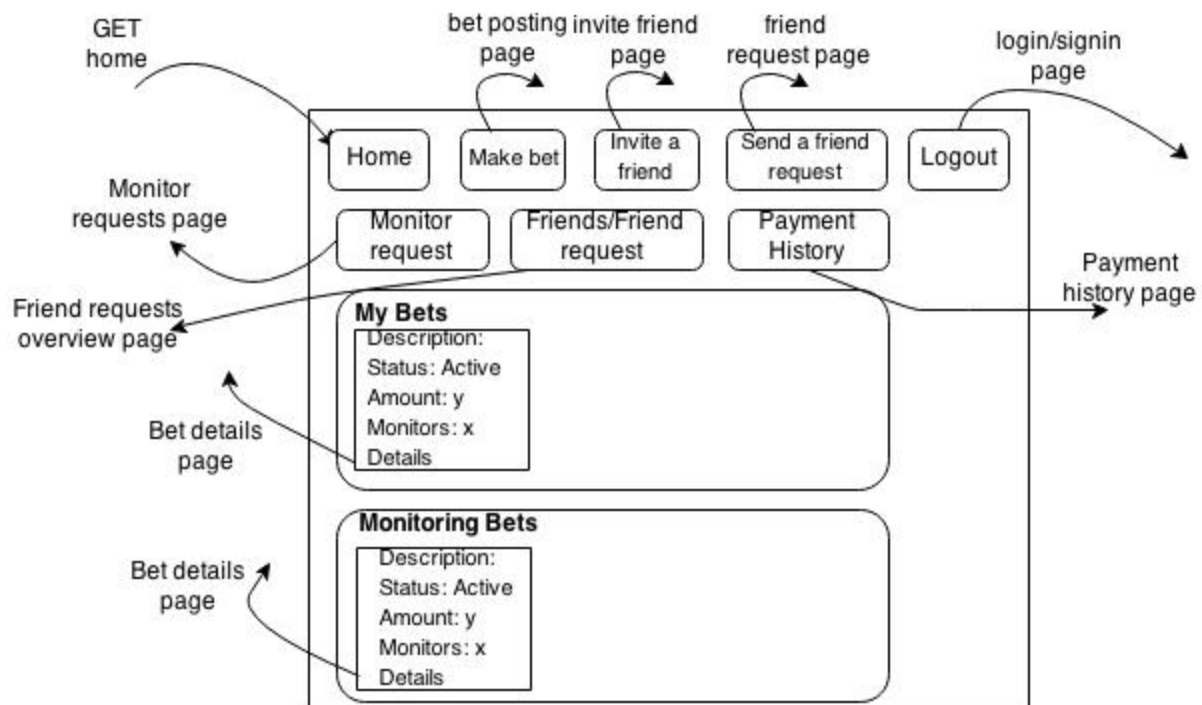 GET
home
bet posting
page
invite friend
page
friend
request page
login/signin
page
Home
Make bet
Invite a
friend
Send a friend
request
Logout
Monitor
requests page
Monitor
request
Friends/Friend
request
Payment
History
Payment
history page
Friend requests
overview page
My Bets
Description:
Status: Active
Amount: y
Monitors: x
Details
Bet details
page
Monitoring Bets
Description:
Status: Active
Amount: y
Monitors: x
Details
Bet details
page